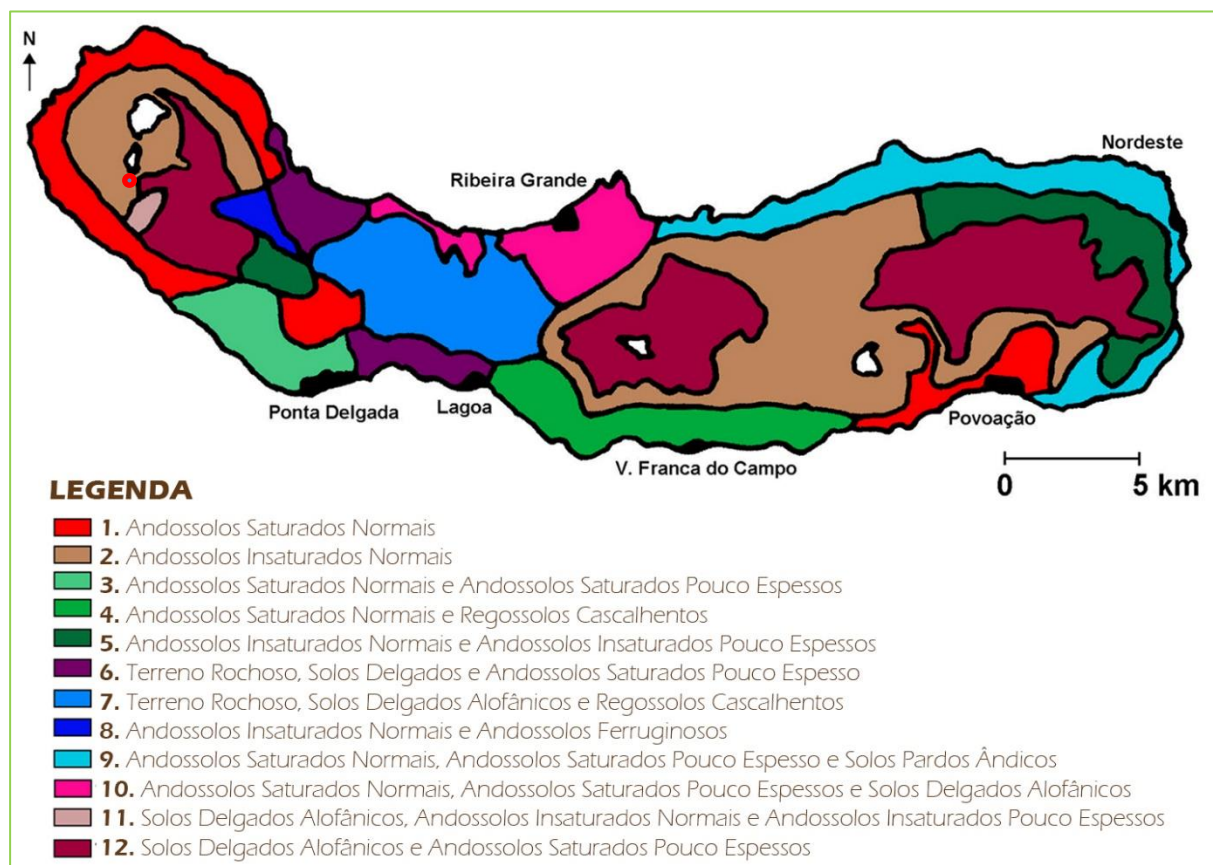 N
Nordeste
Ribeira Grande
Ponta Delgada
Lagoa
Povoação
V. Franca do Campo
0 5 km
LEGENDA
1. Andossolos Saturados Normais
2. Andossolos Insaturados Normais
3. Andossolos Saturados Normais e Andossolos Saturados Pouco Espessos
4. Andossolos Saturados Normais e Regossolos Cascalhentos
5. Andossolos Insaturados Normais e Andossolos Insaturados Pouco Espessos
6. Terreno Rochoso, Solos Delgados e Andossolos Saturados Pouco Espesso
7. Terreno Rochoso, Solos Delgados Alofânicos e Regossolos Cascalhentos
8. Andossolos Insaturados Normais e Andossolos Ferruginosos
9. Andossolos Saturados Normais, Andossolos Saturados Pouco Espesso e Solos Pardos Ândicos
10. Andossolos Saturados Normais, Andossolos Saturados Pouco Espessos e Solos Delgados Alofânicos
11. Solos Delgados Alofânicos, Andossolos Insaturados Normais e Andossolos Insaturados Pouco Espessos
12. Solos Delgados Alofânicos e Andossolos Saturados Pouco Espessos